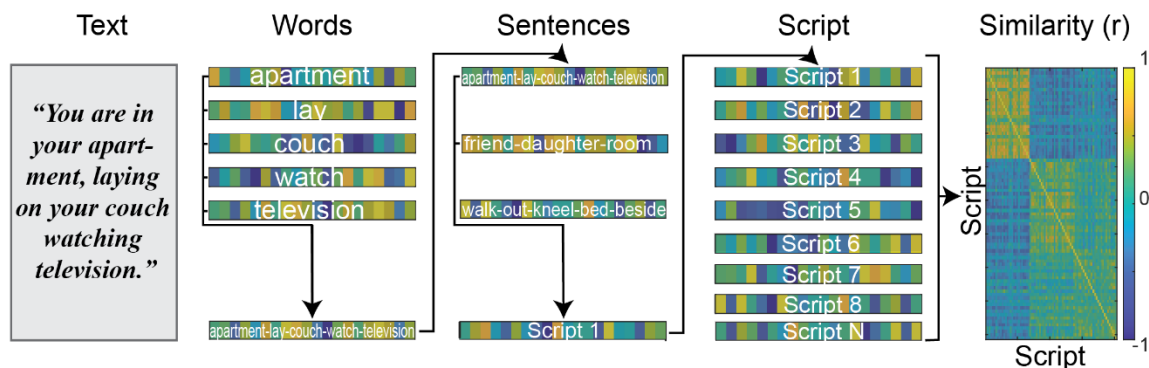 Text
Words
Sentences
Script
Similarity (r)
“You are in
your apart-
ment, laying
on your couch
watching
television.”
apartment
lay
couch
watch
television
apartment-lay-couch-watch-television
apartment-lay-couch-watch-television
friend-daughter-room
walk-out-kneel-bed-beside
Script 1
Script 1
Script 2
Script 3
Script 4
Script 5
Script 6
Script 7
Script 8
Script N
Script
Script
1
0
-1